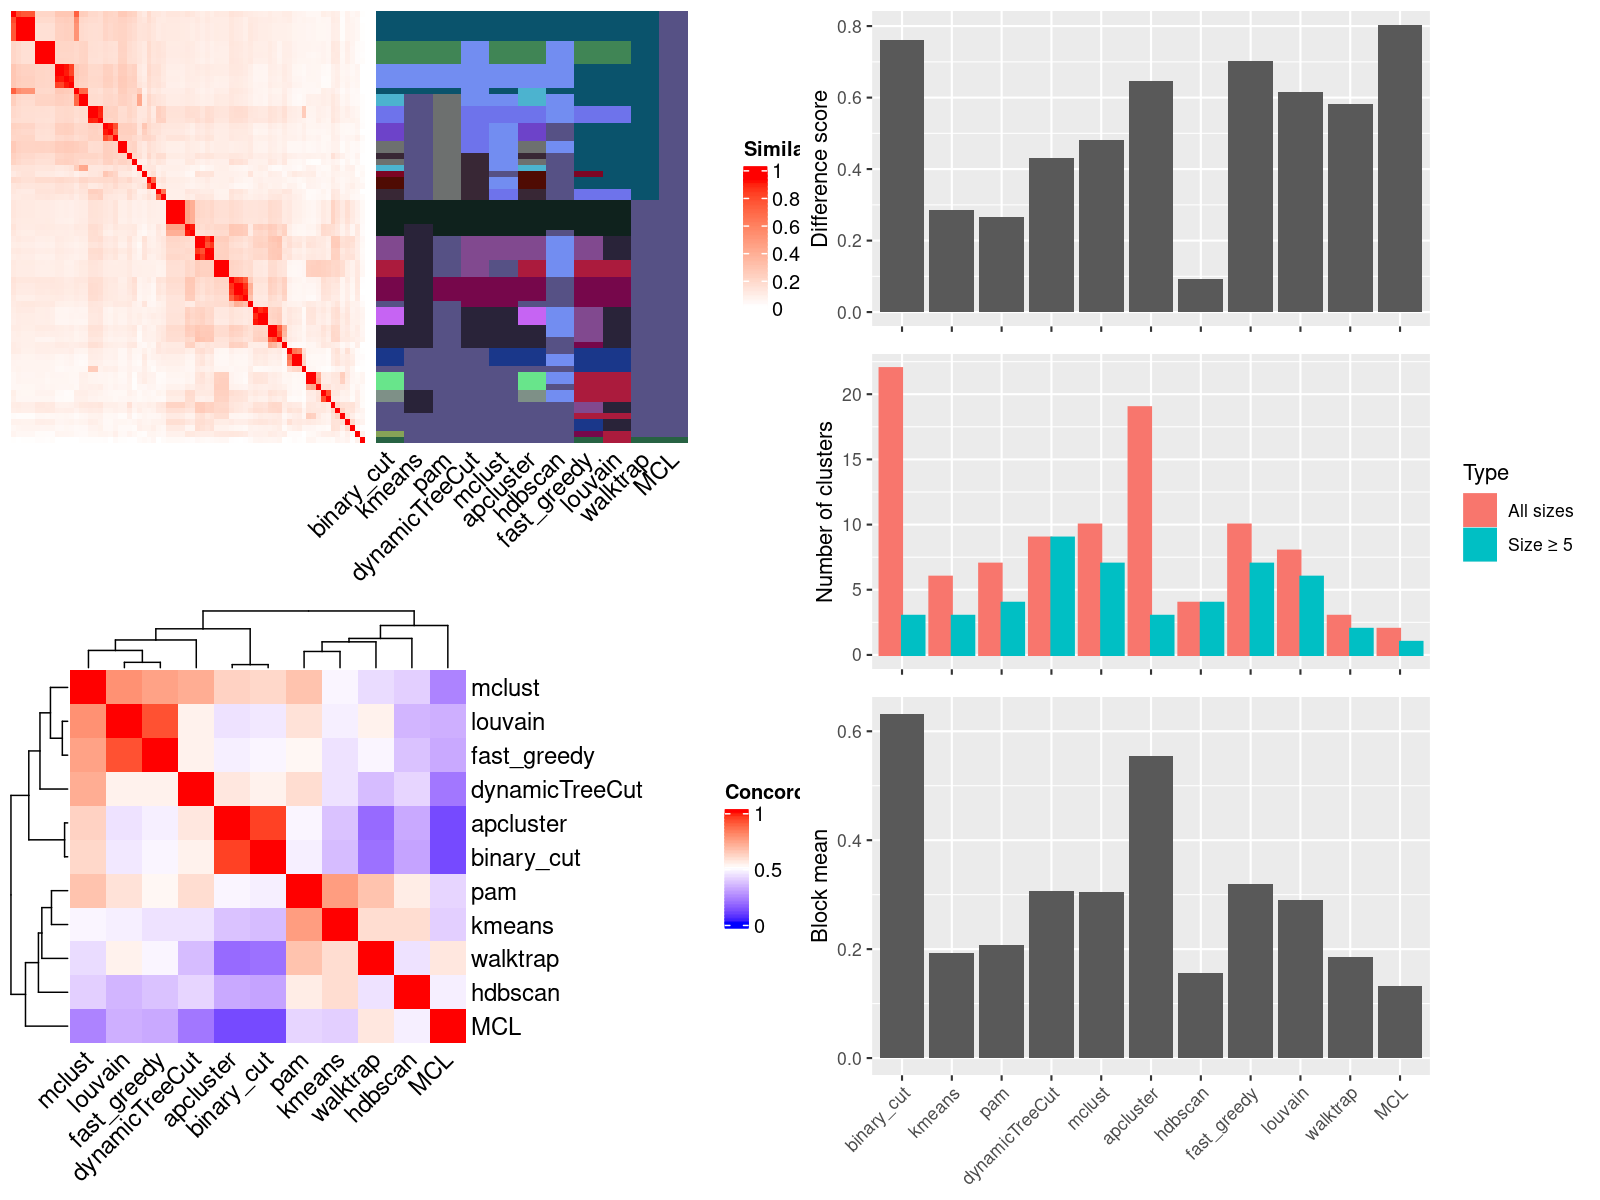 Simila
1
0.8
0.6
0.4
0.2
0
binary_cut
kmeans
pam
dynamicTreeCut
mclust
apcluster
hdbscan
fast_greedy
louvain
walktrap
MCL
mclust
louvain
fast_greedy
dynamicTreeCut
apcluster
binary_cut
pam
kmeans
walktrap
hdbscan
MCL
mclust
louvain
fast_greedy
dynamicTreeCut
apcluster
binary_cut
pam
kmeans
walktrap
hdbscan
MCL
Concord
1
0.5
0
Difference score
0.8
0.6
0.4
0.2
0.0
Number of clusters
20
15
10
5
0
Type
All sizes
Size ≥ 5
Block mean
0.6
0.4
0.2
0.0
binary_cut
kmeans
pam
dynamicTreeCut
mclust
apcluster
hdbscan
fast_greedy
louvain
walktrap
MCL